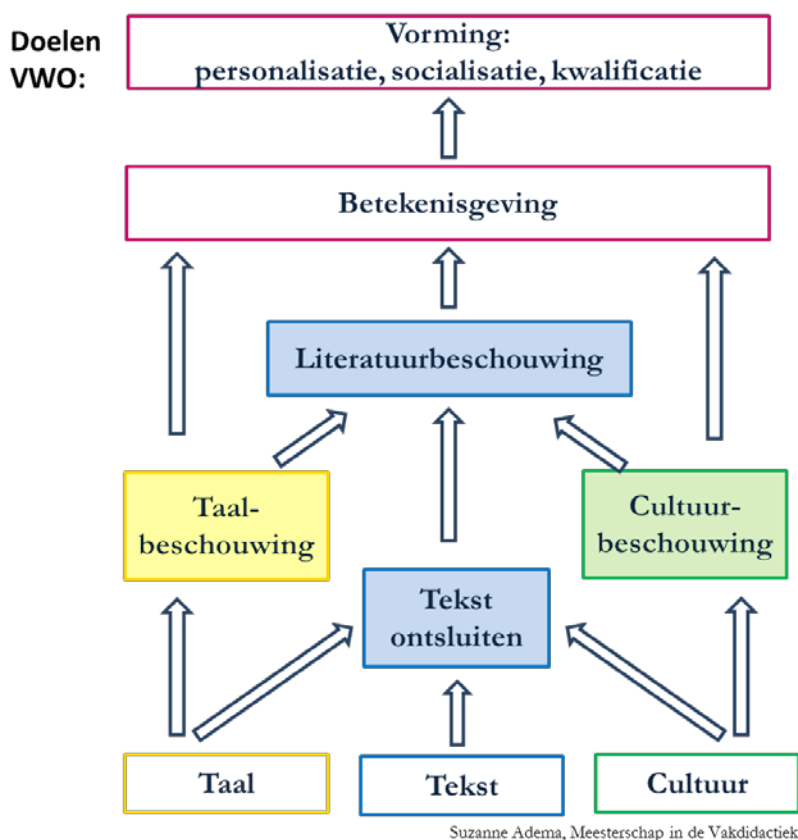 Doelen
VWO:
Vorming:
personalisatie, socialisatie, kwalificatie
Betekenisgeving
Literatuurbeschouwing
Taal-
beschouwing
Cultuur-
beschouwing
Tekst
ontsluiten
Taal
Tekst
Cultuur
Suzanne Adema, Meesterschap in de Vakdidactiek